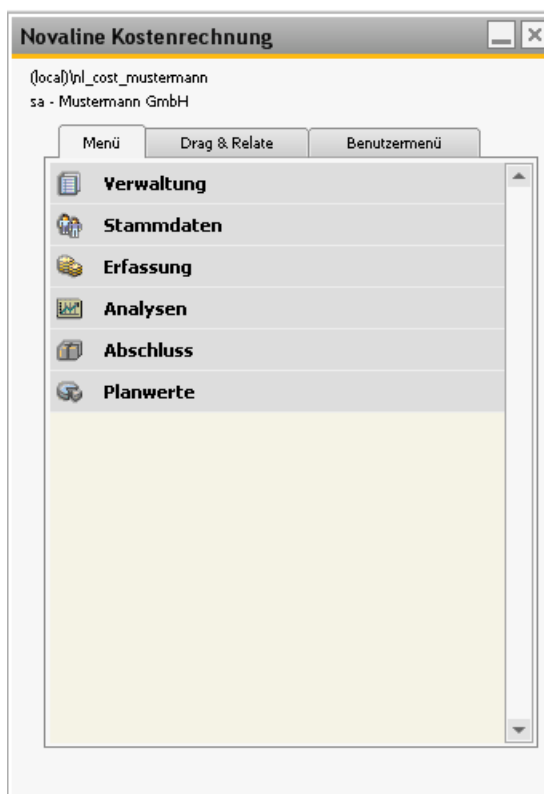 Novaline Kostenrechnung
(local)\nl_cost_mustermann
sa - Mustermann GmbH
Menü Drag & Relate Benutzermenü
Verwaltung
Stammdaten
Erfassung
Analysen
Abschluss
Planwerte